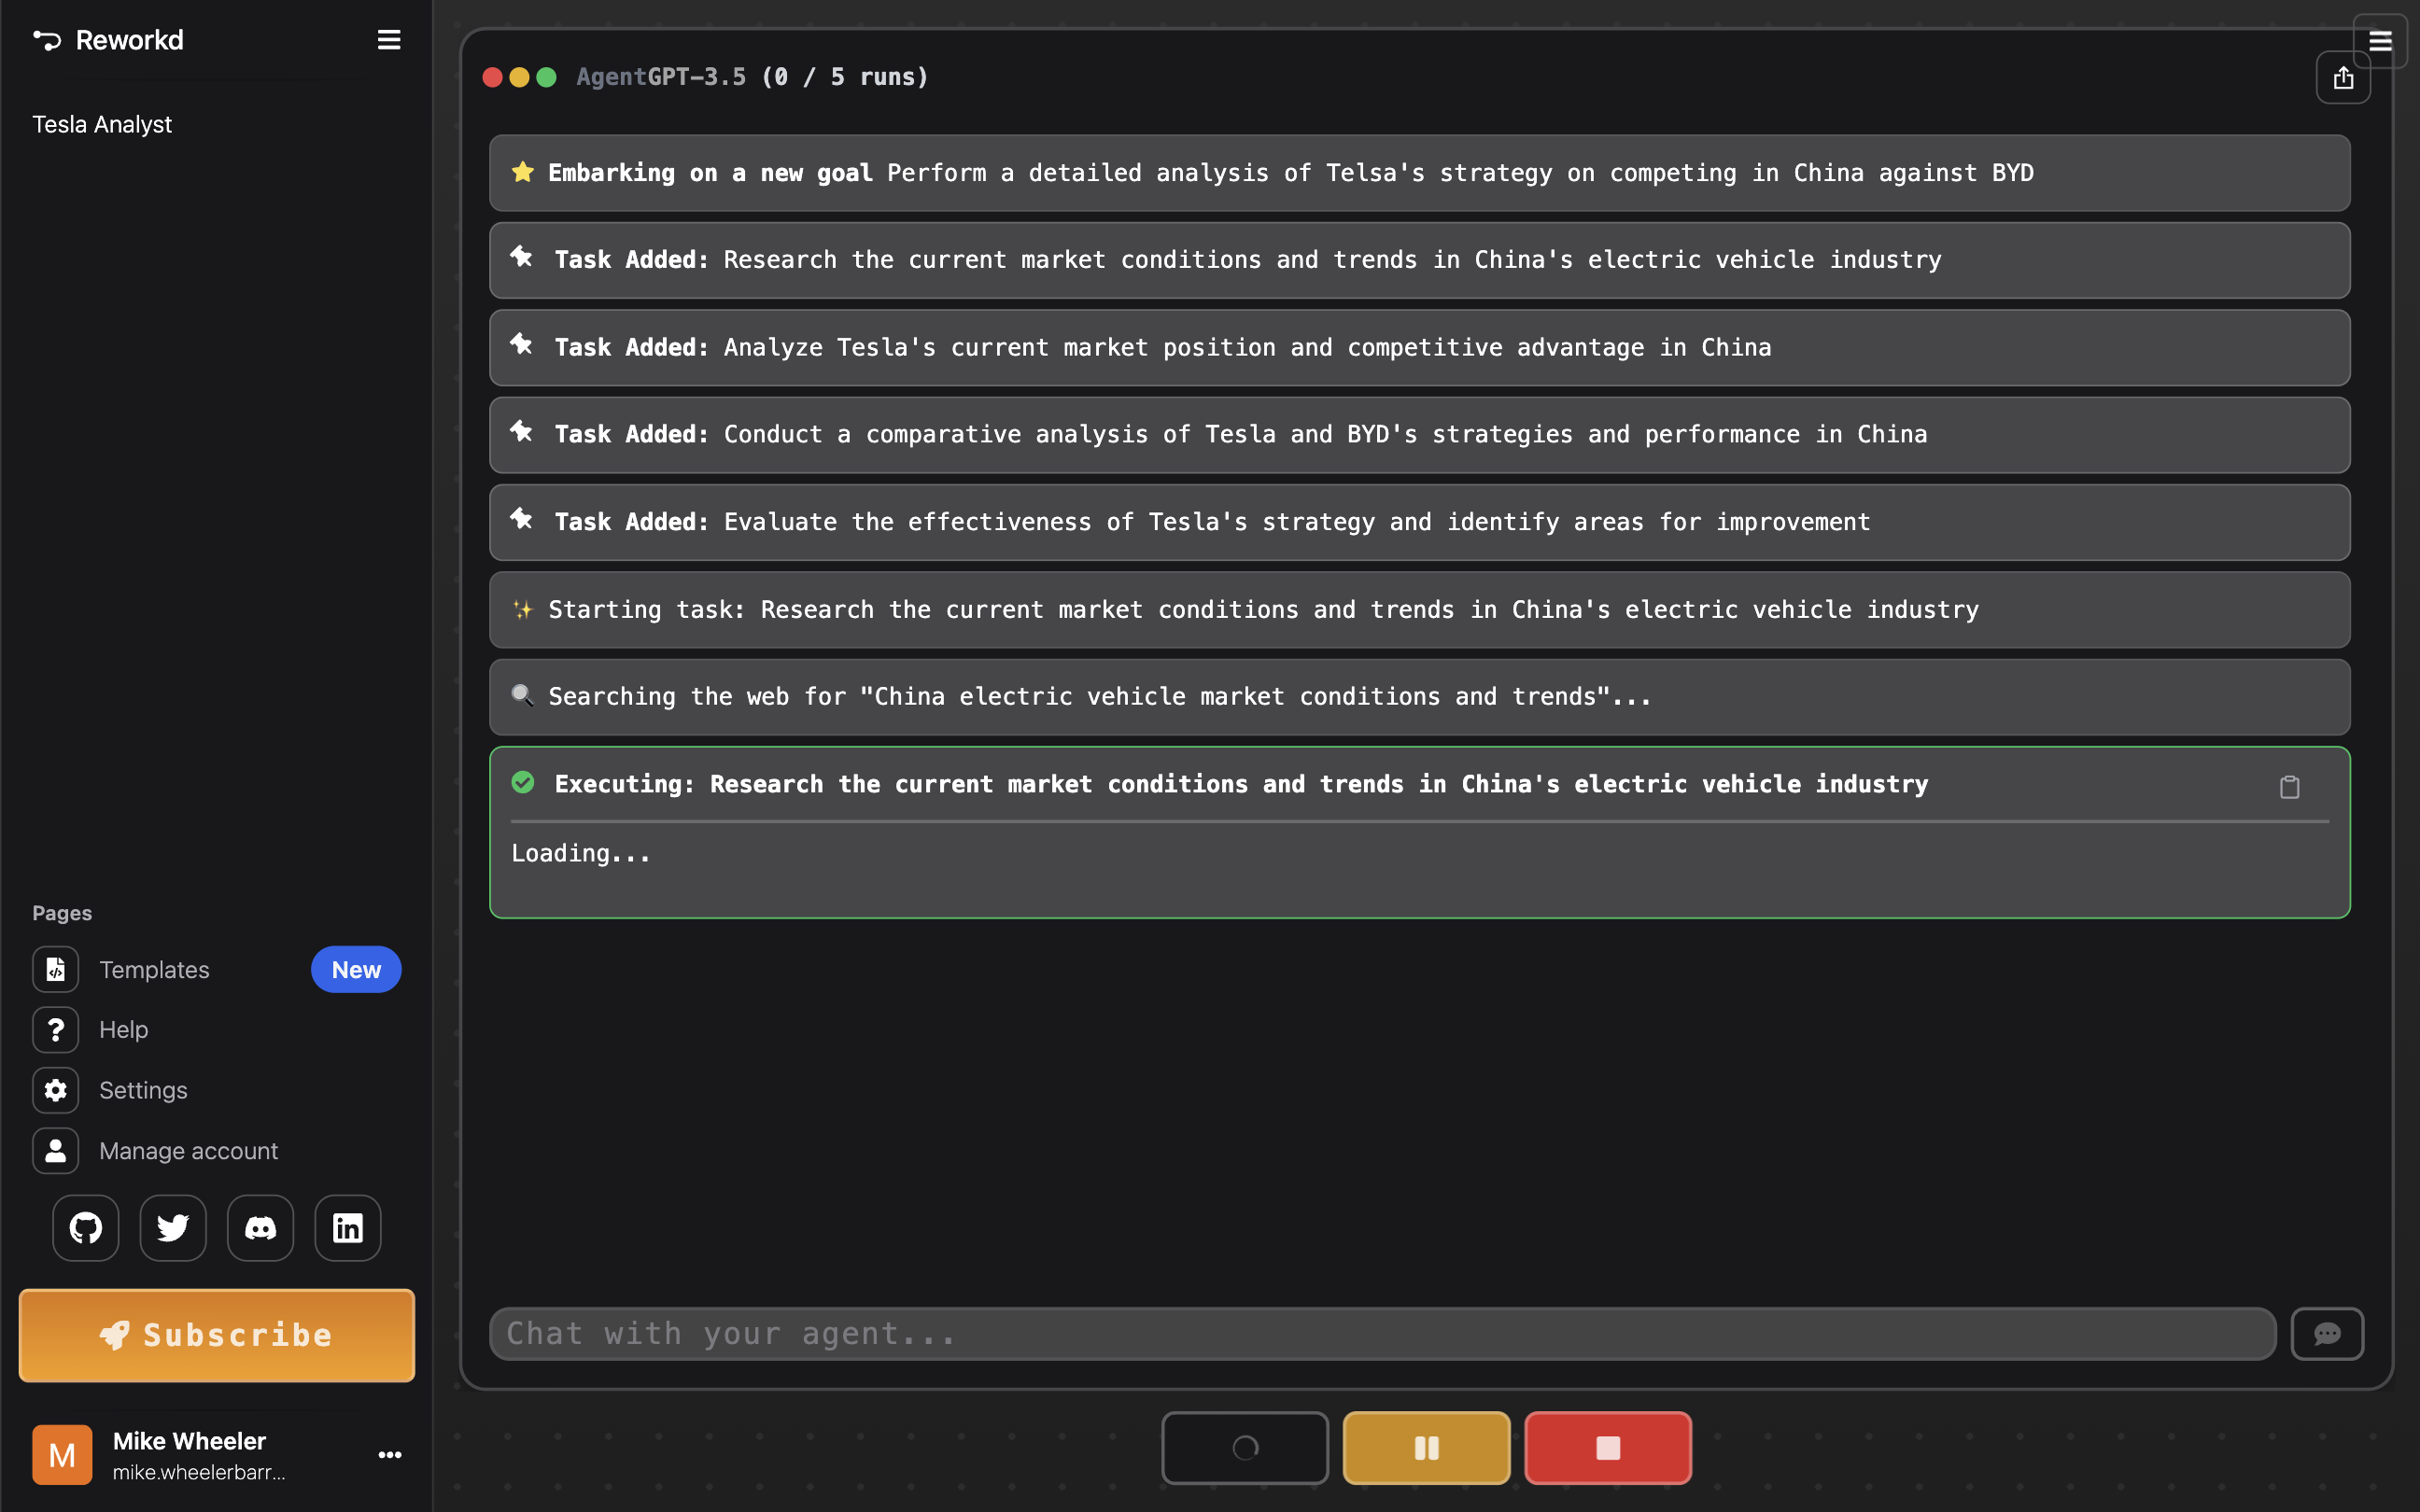 Reworkd
Tesla Analyst
Pages
Templates
New
Help
Settings
Manage account
Subscribe
M
Mike Wheeler
mike.wheelerbarr...
AgentGPT-3.5 (0 / 5 runs)
Embarking on a new goal Perform a detailed analysis of Telsa's strategy on competing in China against BYD
Task Added: Research the current market conditions and trends in China's electric vehicle industry
Task Added: Analyze Tesla's current market position and competitive advantage in China
Task Added: Conduct a comparative analysis of Tesla and BYD's strategies and performance in China
Task Added: Evaluate the effectiveness of Tesla's strategy and identify areas for improvement
Starting task: Research the current market conditions and trends in China's electric vehicle industry
Searching the web for "China electric vehicle market conditions and trends"...
Executing: Research the current market conditions and trends in China's electric vehicle industry
Loading...
Chat with your agent...